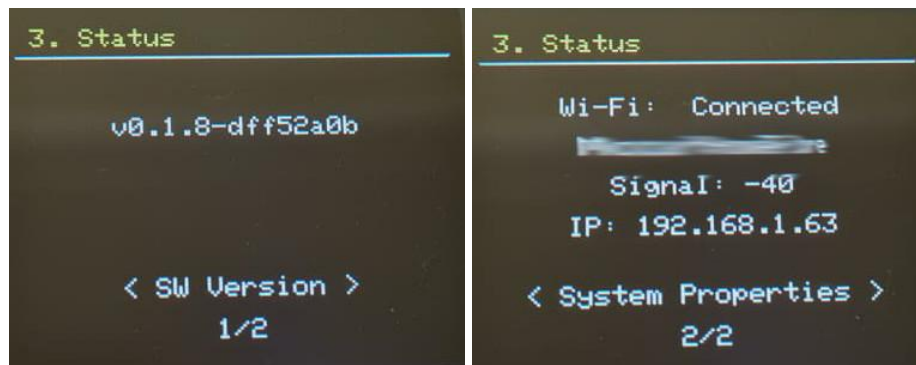 3. Status
v0.1.8-dff52a0b
< SW Version >
1/2
3. Status
Wi-Fi: Connected
Signal: -40
IP: 192.168.1.63
< System Properties >
2/2